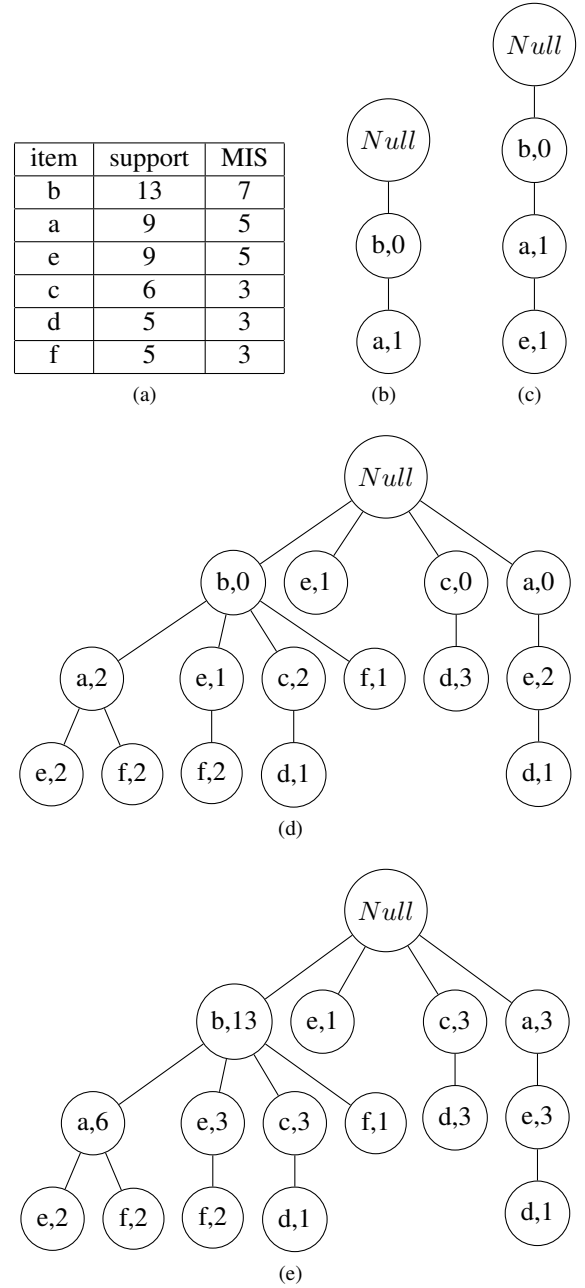 Null
Null
b,0
item support MIS
b 13 7
a 9 5
e 9 5
c 6 3
d 5 3
f 5 3
b,0
a,1
a,1
e,1
(a)
(b)
(c)
Null
b,0 e,1 c,0 a,0
a,2 e,1 c,2 f,1 d,3 e,2
e,2 f,2 f,2 d,1 d,1
(d)
Null
b,13 e,1 c,3 a,3
a,6 e,3 c,3 f,1 d,3 e,3
e,2 f,2 f,2 d,1 d,1
(e)